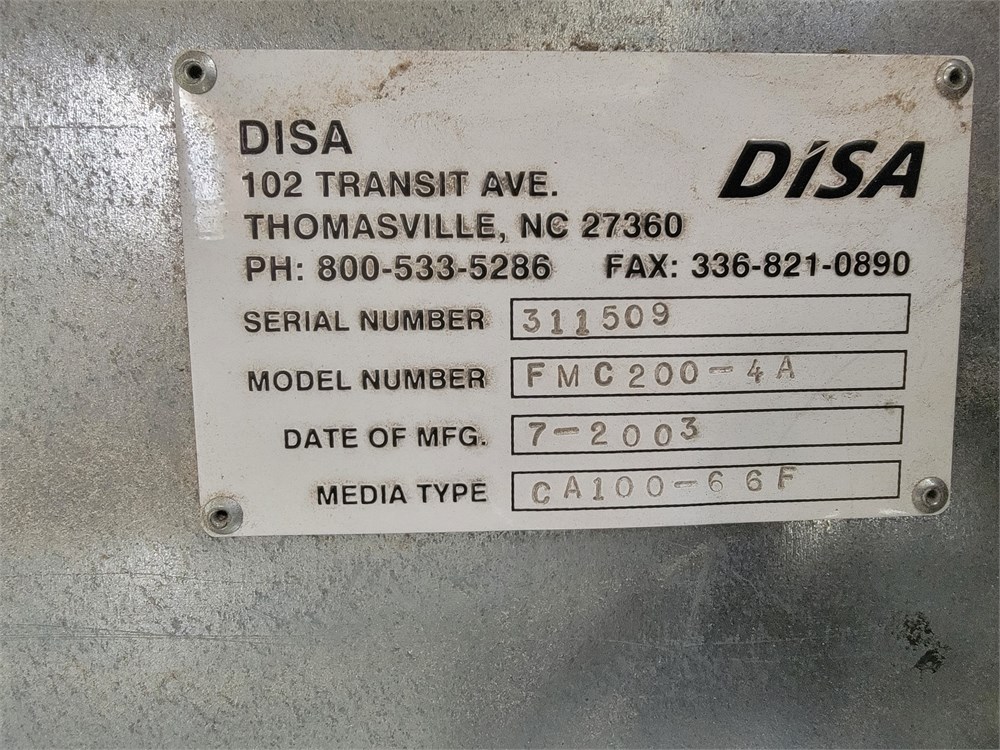 DISA
DISA
102 TRANSIT AVE.
THOMASVILLE, NC 27360
PH: 800-533-5286 FAX: 336-821-0890
SERIAL NUMBER 311509
MODEL NUMBER FMC200-4A
DATE OF MFG. 7-2003
MEDIA TYPE CA100-66F